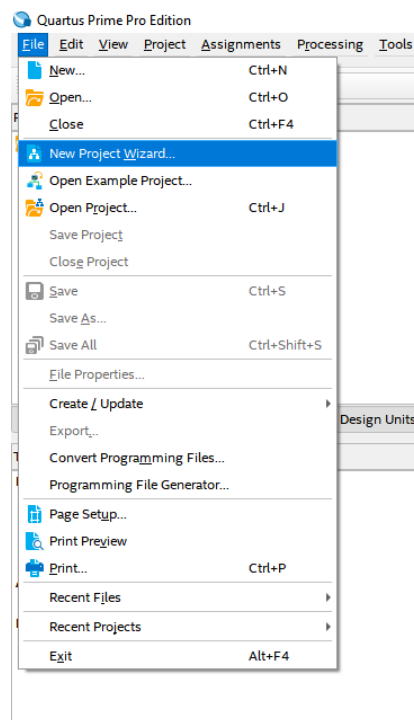 Quartus Prime Pro Edition
File Edit View Project Assignments Processing Tools
New... Ctrl+N
Open... Ctrl+O
Close Ctrl+F4
New Project Wizard...
Open Example Project...
Open Project... Ctrl+J
Save Project
Close Project
Save Ctrl+S
Save As...
Save All Ctrl+Shift+S
File Properties...
Create / Update
Design Units
Export...
Convert Programming Files...
Programming File Generator...
Page Setup...
Print Preview
Print... Ctrl+P
Recent Files
Recent Projects
Exit Alt+F4